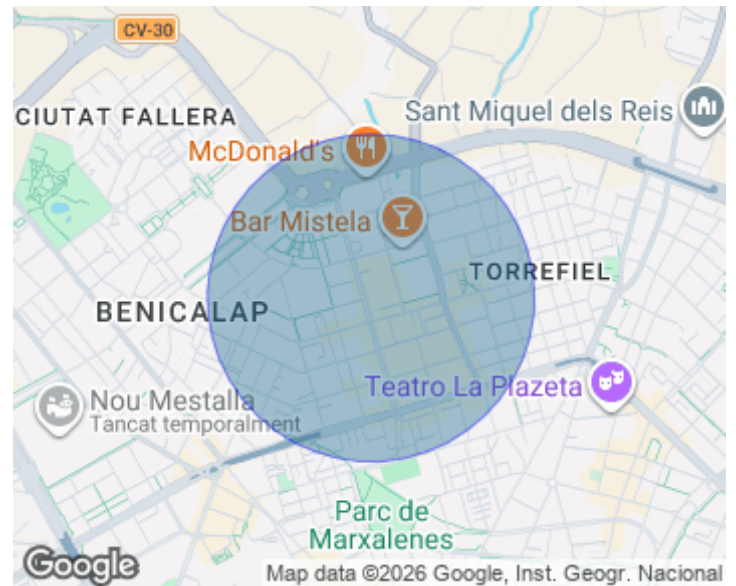 CV-30
CIUTAT FALLERA
Sant Miquel dels Reis
McDonald's
Bar Mistela
TORREFIEL
BENICALAP
Teatro La Plazeta
Nou Mestalla
Tancat temporalment
Parc de
Marxalenes
Google
Map data ©2026 Google, Inst. Geogr. Nacional